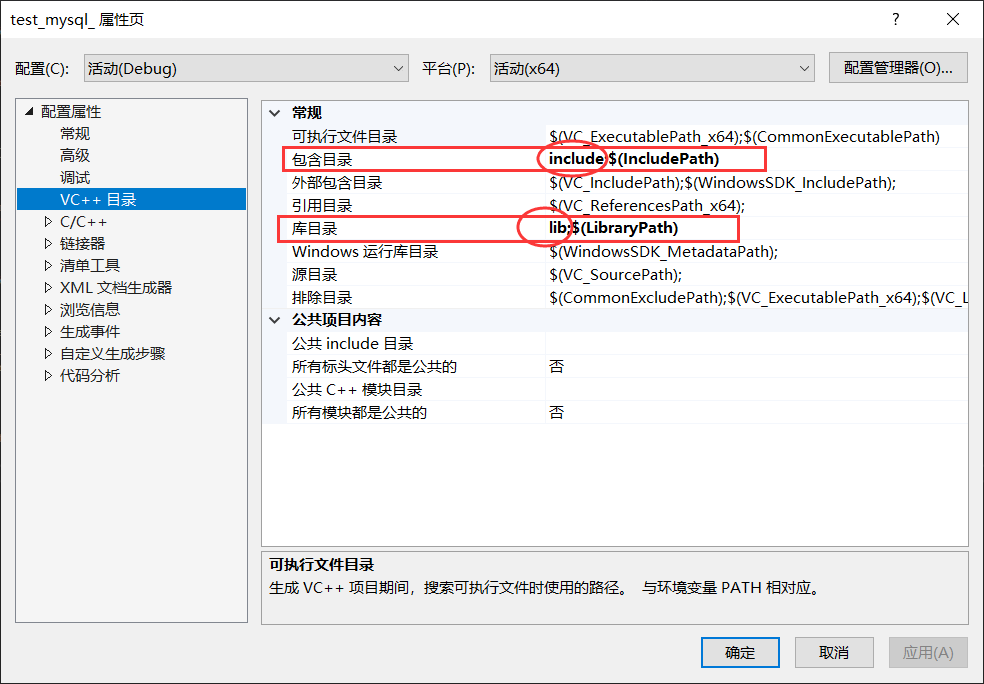 test_mysql_ 属性页
?
配置(C): 活动(Debug) 平台(P): 活动(x64) 配置管理器(O)...
配置属性
常规
高级
调试
VC++ 目录
C/C++
链接器
清单工具
XML 文档生成器
浏览信息
生成事件
自定义生成步骤
代码分析
常规
可执行文件目录 $(VC_ExecutablePath_x64);$(CommonExecutablePath)
包含目录 include;$(IncludePath)
外部包含目录 $(VC_IncludePath);$(WindowsSDK_IncludePath);
引用目录 $(VC_ReferencesPath_x64);
库目录 lib;$(LibraryPath)
Windows 运行库目录 $(WindowsSDK_MetadataPath);
源目录 $(VC_SourcePath);
排除目录 $(CommonExcludePath);$(VC_ExecutablePath_x64);$(VC_L
公共项目内容
公共 include 目录
所有标头文件都是公共的 否
公共 C++ 模块目录
所有模块都是公共的 否
可执行文件目录
生成 VC++ 项目期间，搜索可执行文件时使用的路径。 与环境变量 PATH 相对应。
确定 取消 应用(A)